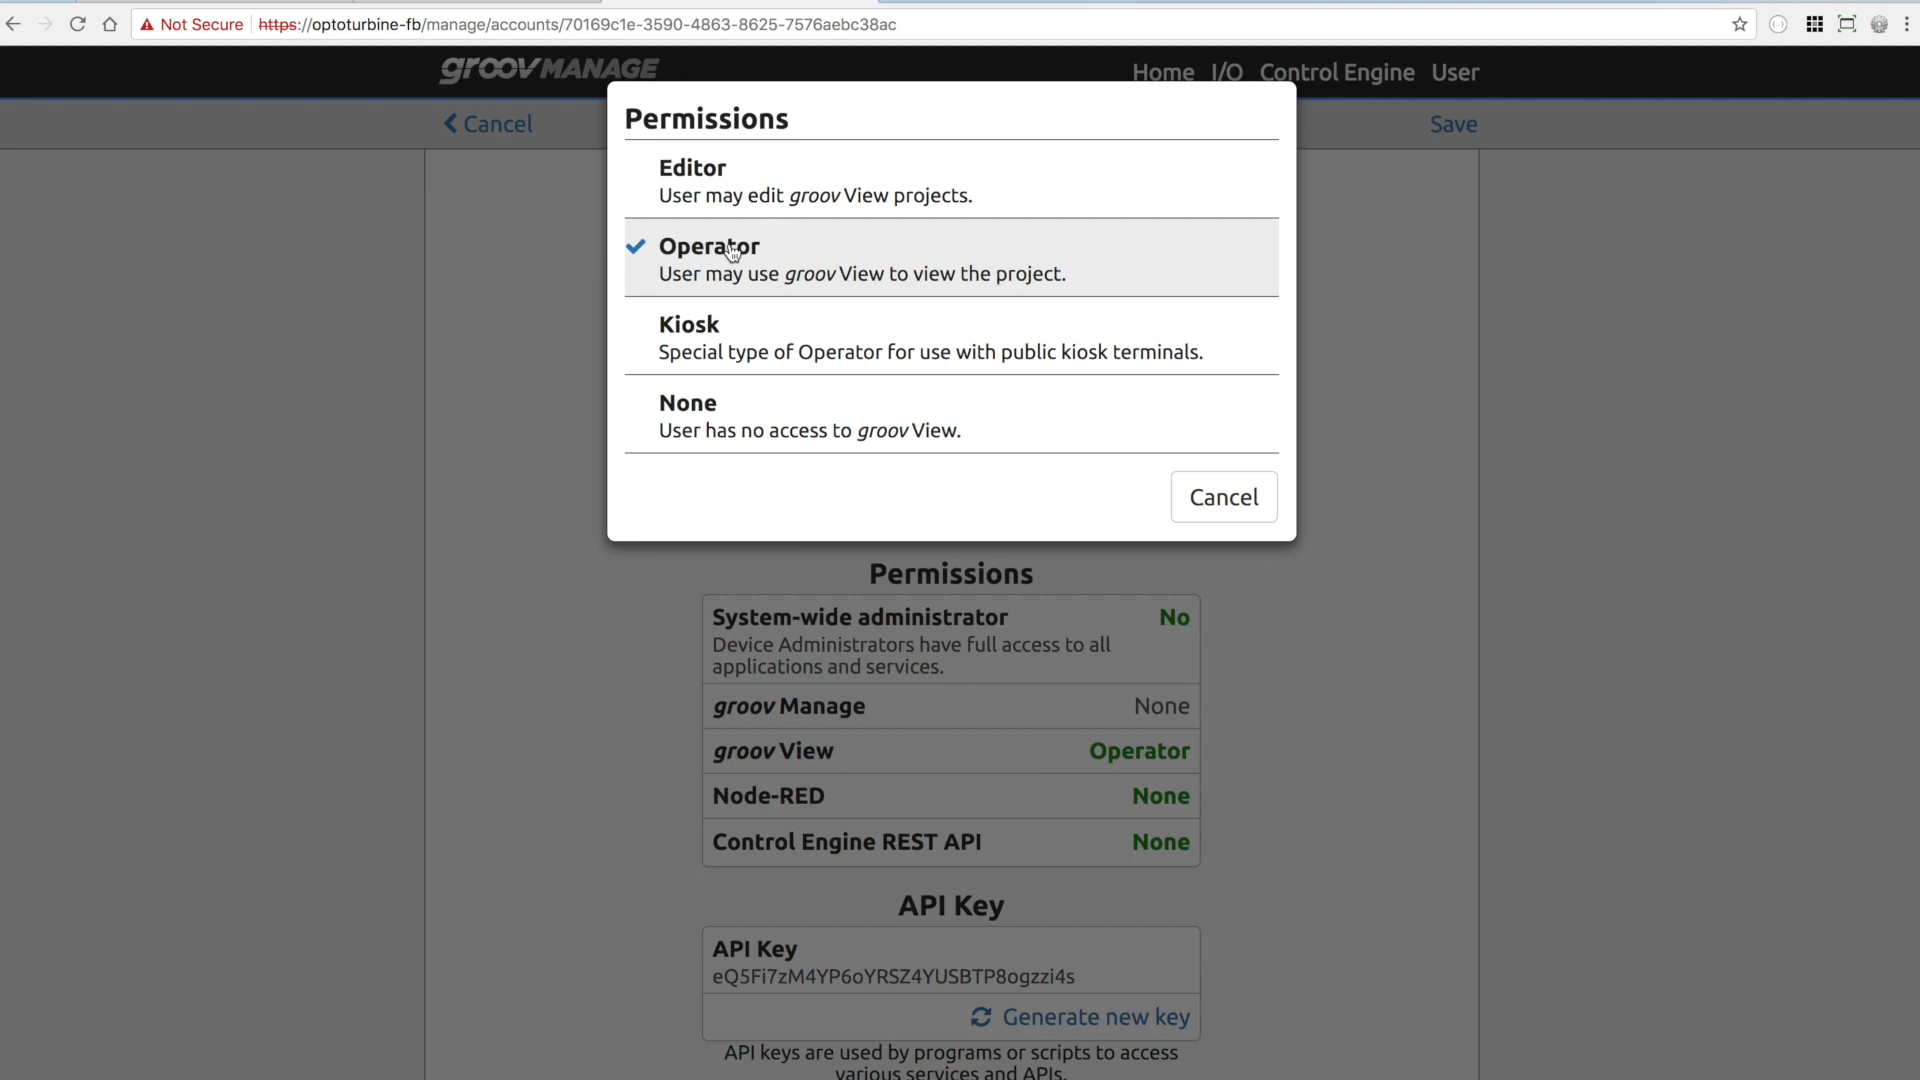 Not Secure https://optoturbine-fb/manage/accounts/70169c1e-3590-4863-8625-7576aebc38ac
groov MANAGE
Home I/O Control Engine User
Cancel
Save
Permissions
Editor
User may edit groov View projects.
Operator
User may use groov View to view the project.
Kiosk
Special type of Operator for use with public kiosk terminals.
None
User has no access to groov View.
Cancel
Permissions
System-wide administrator No
Device Administrators have full access to all
applications and services.
groov Manage None
groov View Operator
Node-RED None
Control Engine REST API None
API Key
API Key
eQ5Fi7zM4YP6oYRSZ4YUSBTP8ogzzi4s
Generate new key
API keys are used by programs or scripts to access
various services and APIs.